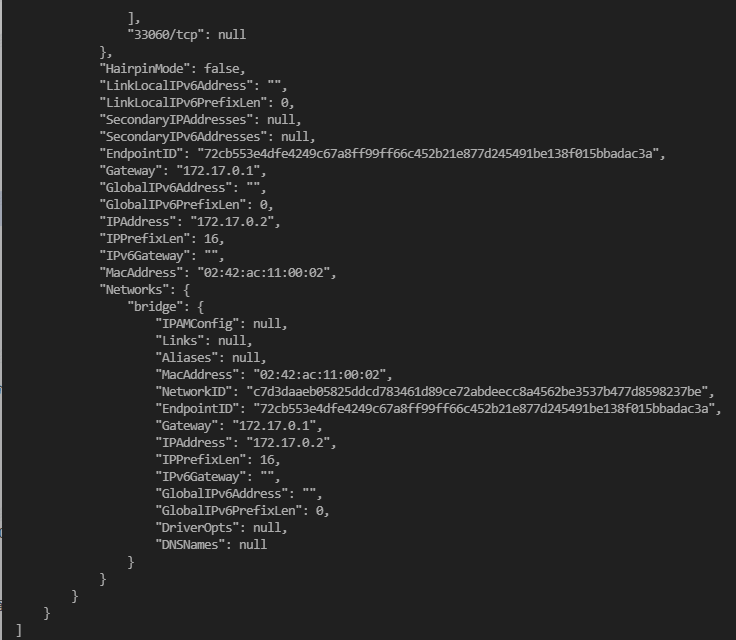 ],
"33060/tcp": null
},
"HairpinMode": false,
"LinkLocalIPv6Address": "",
"LinkLocalIPv6PrefixLen": 0,
"SecondaryIPAddresses": null,
"SecondaryIPv6Addresses": null,
"EndpointID": "72cb553e4dfe4249c67a8ff99ff66c452b21e877d245491be138f015bbadac3a",
"Gateway": "172.17.0.1",
"GlobalIPv6Address": "",
"GlobalIPv6PrefixLen": 0,
"IPAddress": "172.17.0.2",
"IPPrefixLen": 16,
"IPv6Gateway": "",
"MacAddress": "02:42:ac:11:00:02",
"Networks": {
"bridge": {
"IPAMConfig": null,
"Links": null,
"Aliases": null,
"MacAddress": "02:42:ac:11:00:02",
"NetworkID": "c7d3daaeb05825ddcd783461d89ce72abdeecc8a4562be3537b477d8598237be",
"EndpointID": "72cb553e4dfe4249c67a8ff99ff66c452b21e877d245491be138f015bbadac3a",
"Gateway": "172.17.0.1",
"IPAddress": "172.17.0.2",
"IPPrefixLen": 16,
"IPv6Gateway": "",
"GlobalIPv6Address": "",
"GlobalIPv6PrefixLen": 0,
"DriverOpts": null,
"DNSNames": null
}
}
}
}
]